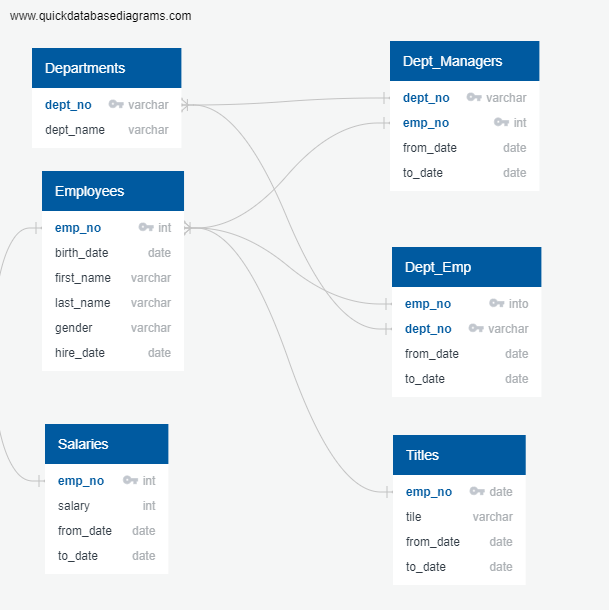 www.quickdatabasediagrams.com
Departments
dept_no varchar
dept_name varchar
Employees
emp_no int
birth_date date
first_name varchar
last_name varchar
gender varchar
hire_date date
Salaries
emp_no int
salary int
from_date date
to_date date
Dept_Managers
dept_no varchar
emp_no int
from_date date
to_date date
Dept_Emp
emp_no into
dept_no varchar
from_date date
to_date date
Titles
emp_no date
tile varchar
from_date date
to_date date